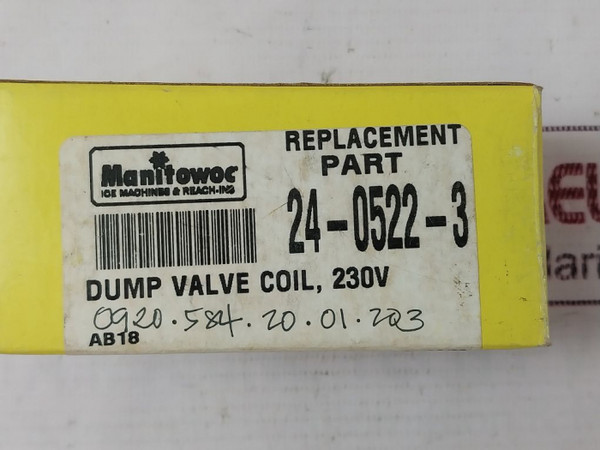 REPLACEMENT
PART
Manitowoc
ICE MACHINES & REACH-INS
24-0522-3
DUMP VALVE COIL, 230V
0920.584.20.01.203
AB18